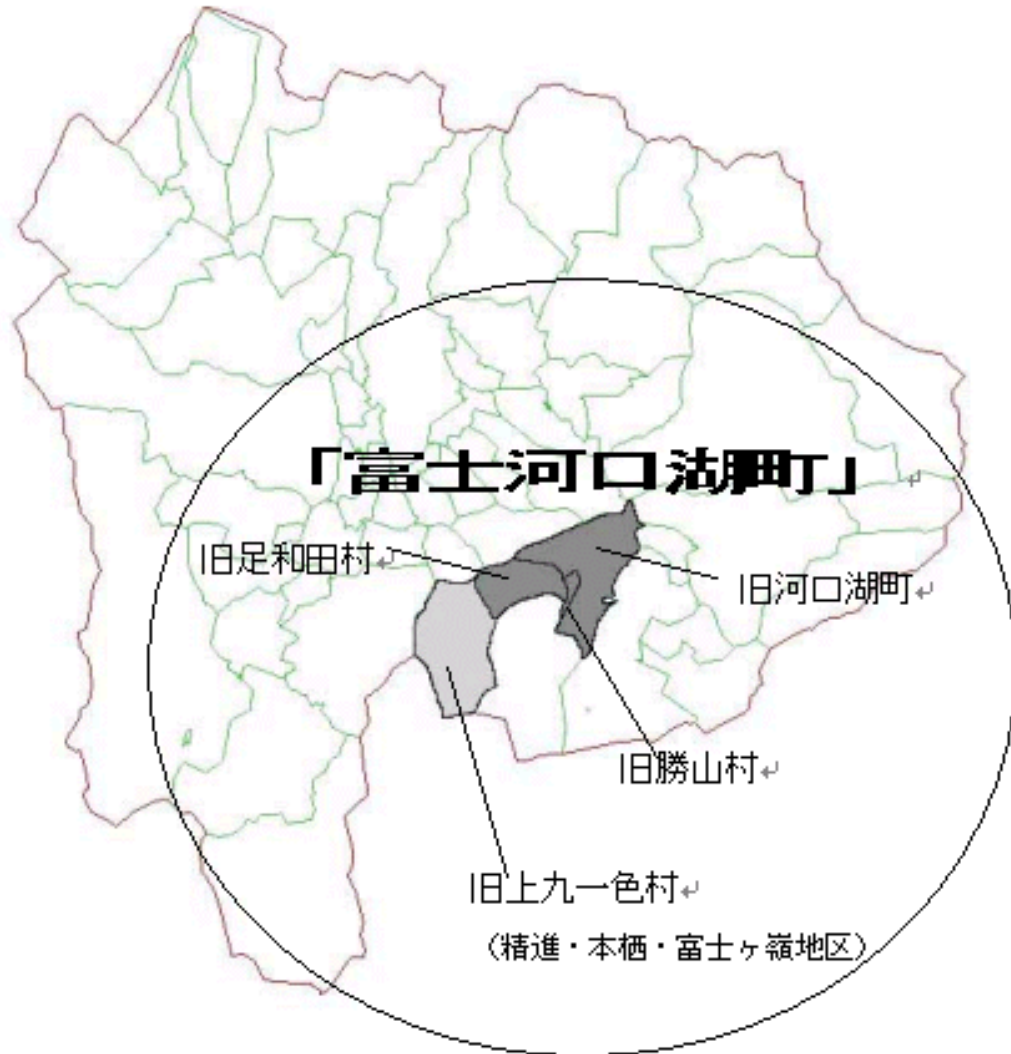 「富士河口湖町」
旧足和田村
旧河口湖町
旧勝山村
旧上九一色村
(精進・本栖・富士ヶ嶺地区)